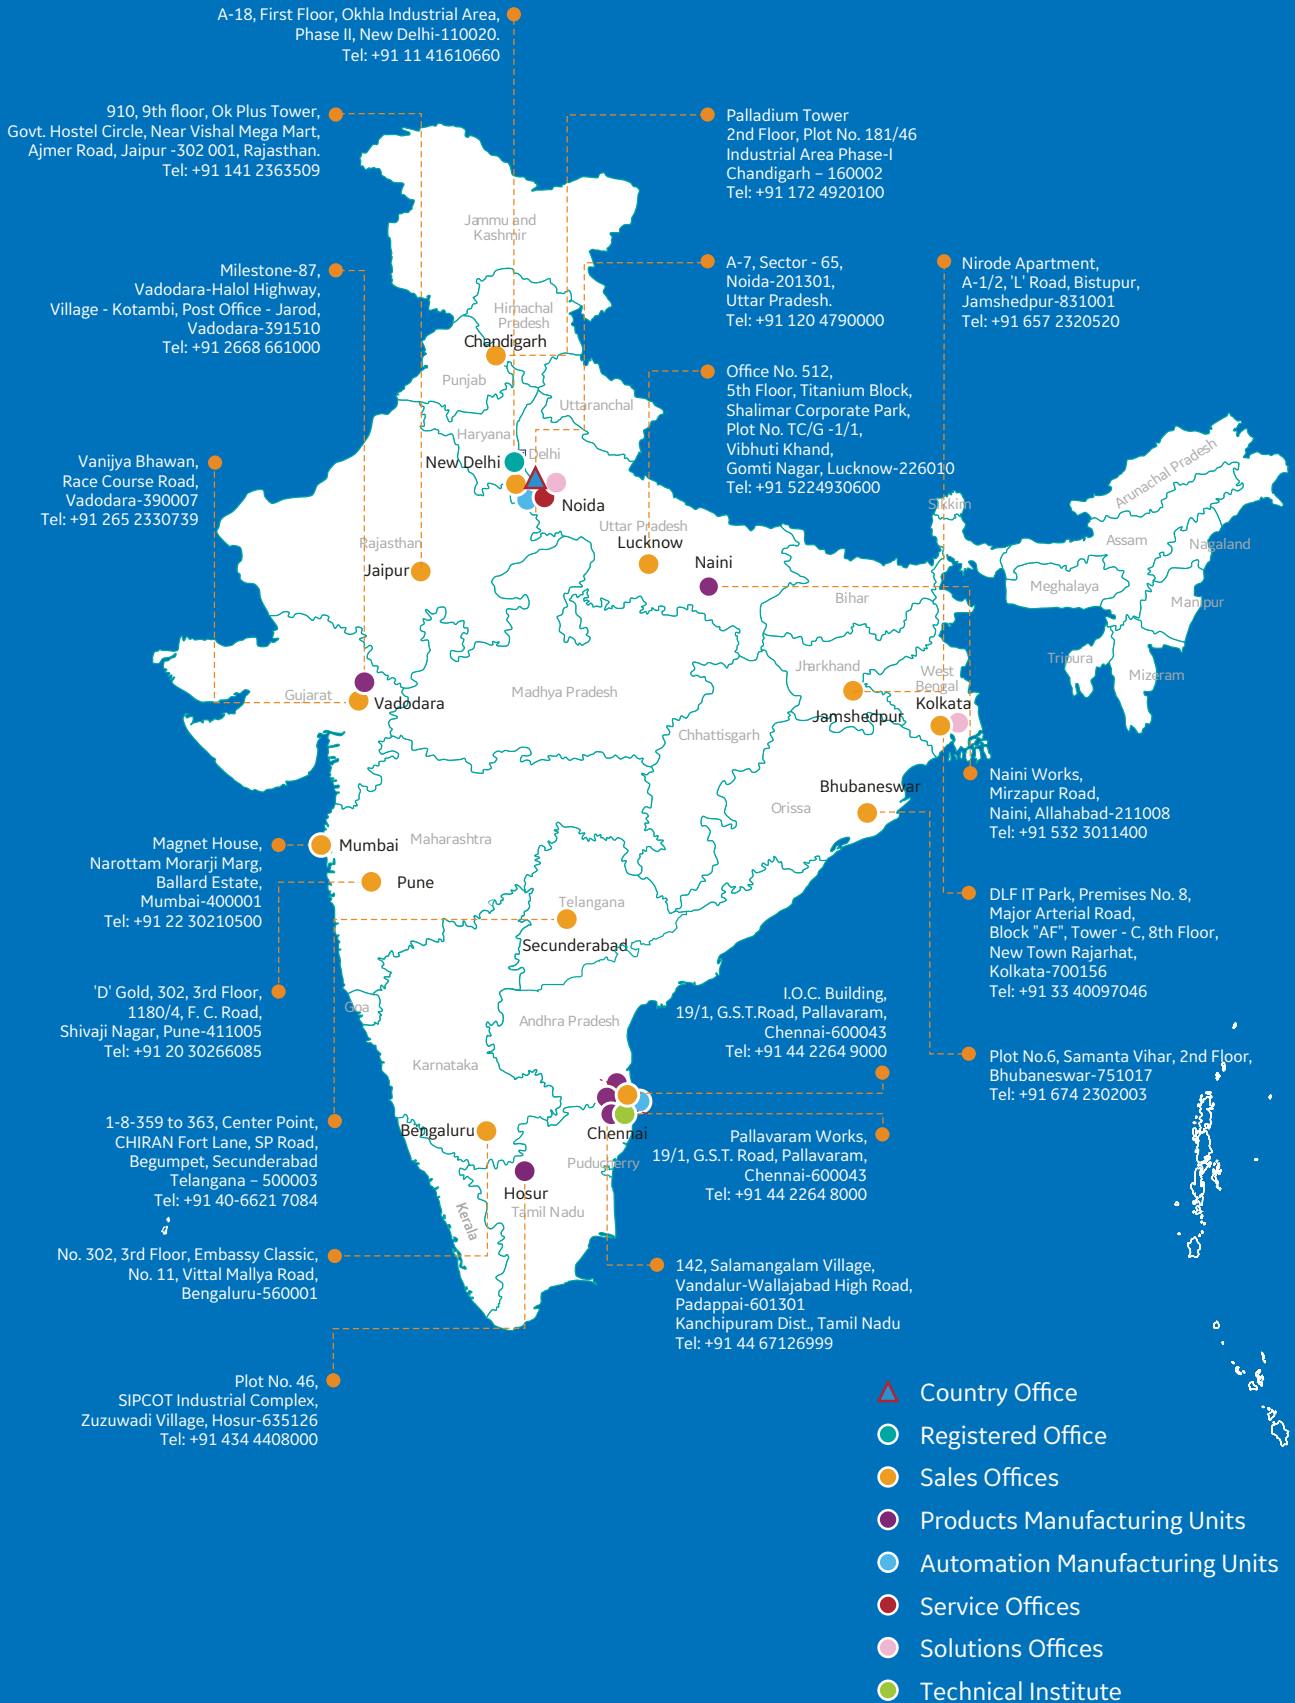 A-18, First Floor, Okhla Industrial Area,
Phase II, New Delhi-110020.
Tel: +91 11 41610660
910, 9th floor, Ok Plus Tower,
Govt. Hostel Circle, Near Vishal Mega Mart,
Ajmer Road, Jaipur -302 001, Rajasthan.
Tel: +91 141 2363509
Palladium Tower
2nd Floor, Plot No. 181/46
Industrial Area Phase-I
Chandigarh – 160002
Tel: +91 172 4920100
Milestone-87,
Vadodara-Halol Highway,
Village - Kotambi, Post Office - Jarod,
Vadodara-391510
Tel: +91 2668 661000
A-7, Sector - 65,
Noida-201301,
Uttar Pradesh.
Tel: +91 120 4790000
Nirode Apartment,
A-1/2, 'L' Road, Bistupur,
Jamshedpur-831001
Tel: +91 657 2320520
Office No. 512,
5th Floor, Titanium Block,
Shalimar Corporate Park,
Plot No. TC/G -1/1,
Vibhuti Khand,
Gomti Nagar, Lucknow-226010
Tel: +91 5224930600
Vanijya Bhawan,
Race Course Road,
Vadodara-390007
Tel: +91 265 2330739
Jammu and
Kashmir
Himachal
Pradesh
Chandigarh
Punjab
Uttaranchal
Haryana
Delhi
New Delhi
Noida
Uttar Pradesh
Lucknow
Naini
Rajasthan
Jaipur
Bihar
Sikkim
Arunachal Pradesh
Assam
Nagaland
Meghalaya
Manipur
Tripura
Mizeram
Gujarat
Vadodara
Madhya Pradesh
Jharkhand
Jamshedpur
West
Bengal
Kolkata
Chhattisgarh
Orissa
Bhubaneswar
Mumbai
Maharashtra
Pune
Telangana
Secunderabad
Goa
Andhra Pradesh
Karnataka
Bengaluru
Chennai
Puducherry
Hosur
Tamil Nadu
Kerala
Naini Works,
Mirzapur Road,
Naini, Allahabad-211008
Tel: +91 532 3011400
Magnet House,
Narottam Morarji Marg,
Ballard Estate,
Mumbai-400001
Tel: +91 22 30210500
DLF IT Park, Premises No. 8,
Major Arterial Road,
Block "AF", Tower - C, 8th Floor,
New Town Rajarhat,
Kolkata-700156
Tel: +91 33 40097046
'D' Gold, 302, 3rd Floor,
1180/4, F. C. Road,
Shivaji Nagar, Pune-411005
Tel: +91 20 30266085
I.O.C. Building,
19/1, G.S.T.Road, Pallavaram,
Chennai-600043
Tel: +91 44 2264 9000
Plot No.6, Samanta Vihar, 2nd Floor,
Bhubaneswar-751017
Tel: +91 674 2302003
1-8-359 to 363, Center Point,
CHIRAN Fort Lane, SP Road,
Begumpet, Secunderabad
Telangana – 500003
Tel: +91 40-6621 7084
Pallavaram Works,
19/1, G.S.T. Road, Pallavaram,
Chennai-600043
Tel: +91 44 2264 8000
No. 302, 3rd Floor, Embassy Classic,
No. 11, Vittal Mallya Road,
Bengaluru-560001
142, Salamangalam Village,
Vandalur-Wallajabad High Road,
Padappai-601301
Kanchipuram Dist., Tamil Nadu
Tel: +91 44 67126999
Plot No. 46,
SIPCOT Industrial Complex,
Zuzuwadi Village, Hosur-635126
Tel: +91 434 4408000
Country Office
Registered Office
Sales Offices
Products Manufacturing Units
Automation Manufacturing Units
Service Offices
Solutions Offices
Technical Institute